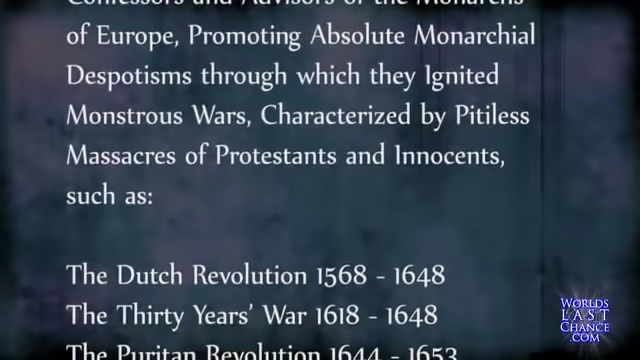 Confessors and Advisors of the Monarchs
of Europe, Promoting Absolute Monarchial
Despotisms through which they Ignited
Monstrous Wars, Characterized by Pitiless
Massacres of Protestants and Innocents,
such as:
The Dutch Revolution 1568 - 1648
The Thirty Years' War 1618 - 1648
The Puritan Revolution 1644 - 1653
WORLDS
LAST
CHANCE
.COM